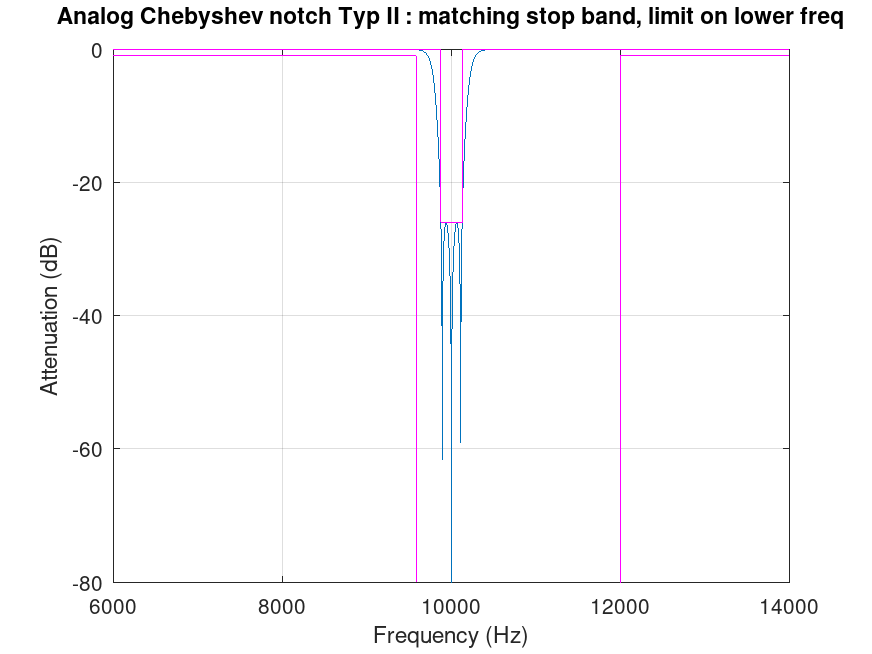 Analog Chebyshev notch Typ II : matching stop band, limit on lower freq
0
-20
-40
-60
-80
Attenuation (dB)
6000 8000 10000 12000 14000
Frequency (Hz)